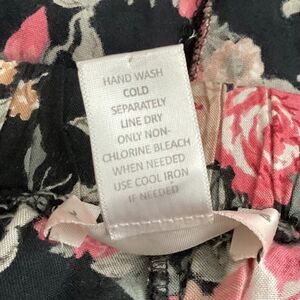 HAND WASH
COLD
SEPARATELY
LINE DRY
ONLY NON-
CHLORINE BLEACH
WHEN NEEDED
USE COOL IRON
IF NEEDED